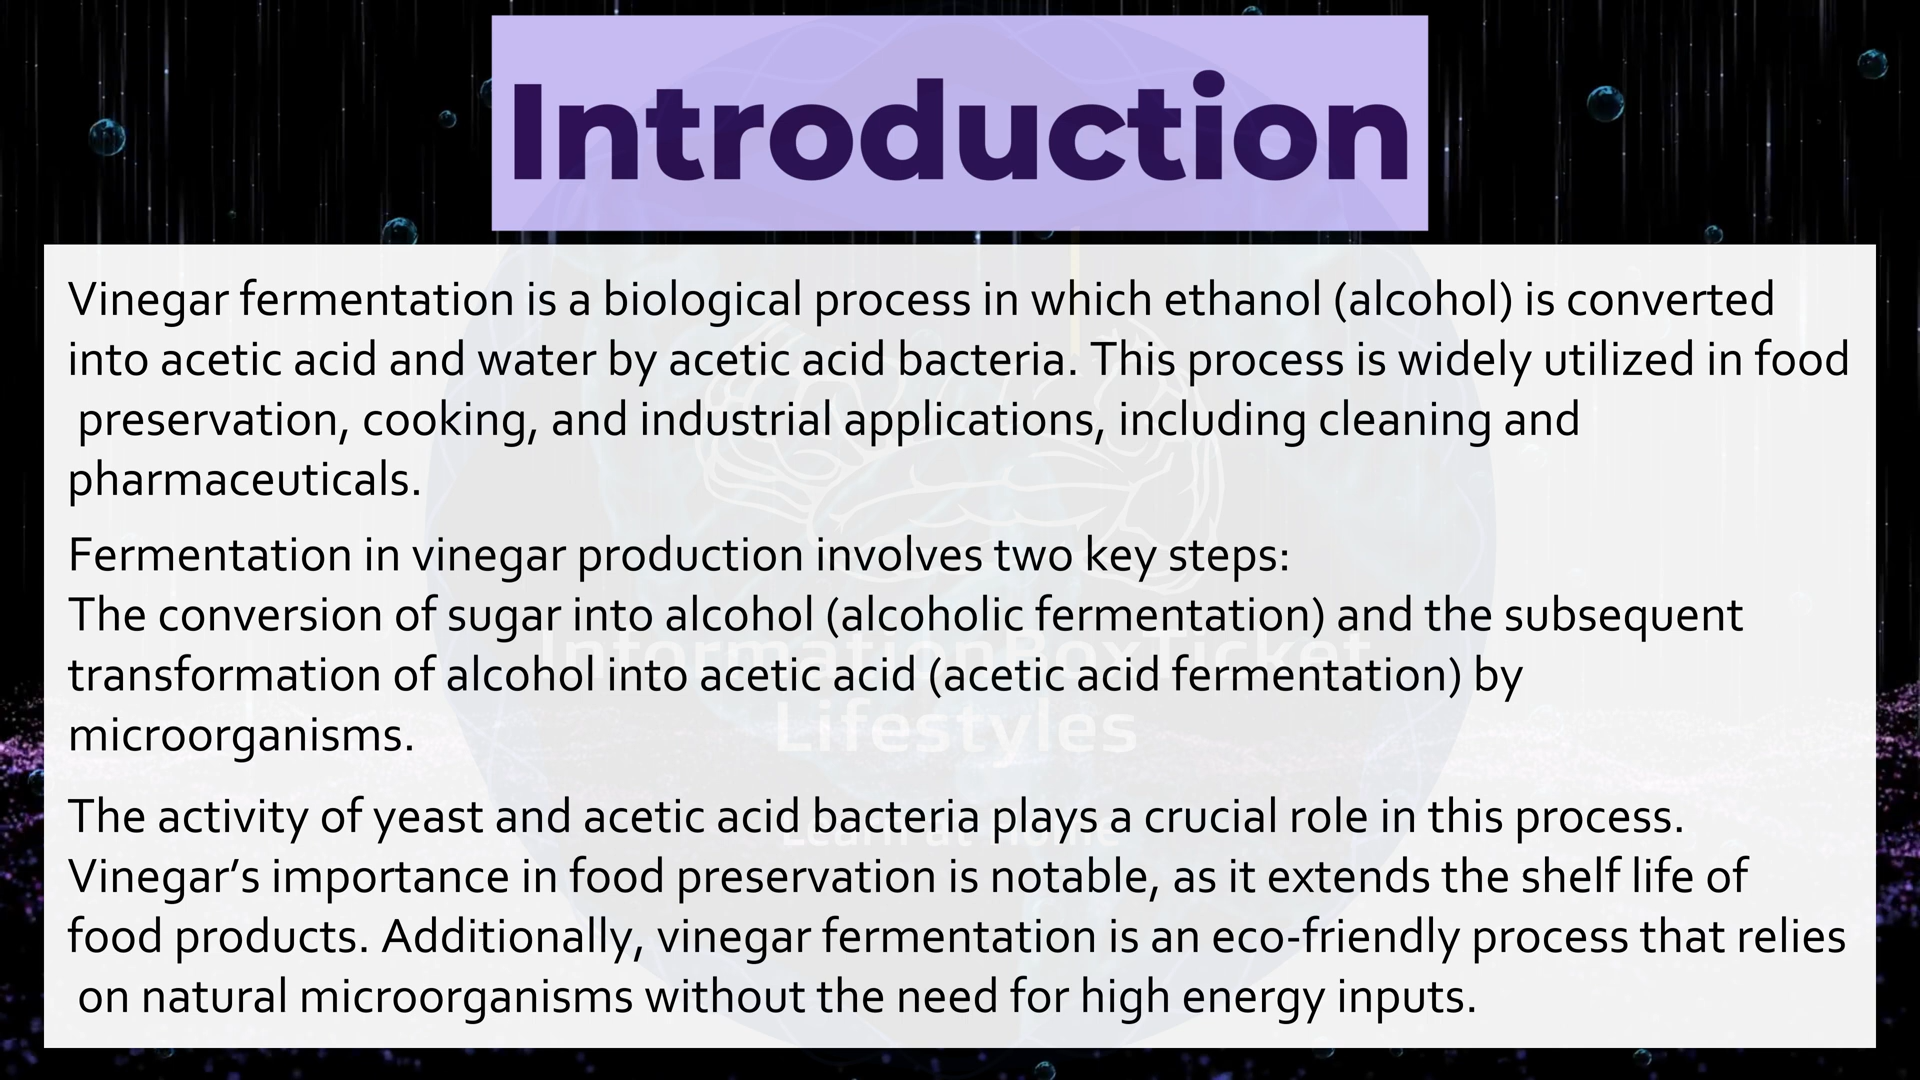 Introduction
Vinegar fermentation is a biological process in which ethanol (alcohol) is converted
into acetic acid and water by acetic acid bacteria. This process is widely utilized in food
preservation, cooking, and industrial applications, including cleaning and
pharmaceuticals.
Fermentation in vinegar production involves two key steps:
The conversion of sugar into alcohol (alcoholic fermentation) and the subsequent
transformation of alcohol into acetic acid (acetic acid fermentation) by
InformationBoxTicket
microorganisms.
Lifestyles
The activity of yeast and acetic acid bacteria plays a crucial role in this process.
Learn at Home
Vinegar’s importance in food preservation is notable, as it extends the shelf life of
food products. Additionally, vinegar fermentation is an eco-friendly process that relies
on natural microorganisms without the need for high energy inputs.